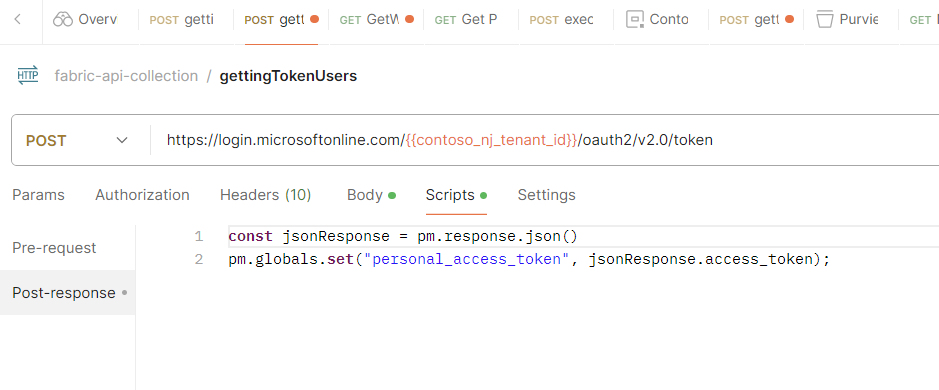 Overv POST getti POST gett GET GetW GET Get P POST exec Conto POST gett Purvie GET
HTTP fabric-api-collection / gettingTokenUsers
POST https://login.microsoftonline.com/{{contoso_nj_tenant_id}}/oauth2/v2.0/token
Params Authorization Headers (10) Body Scripts Settings
Pre-request
Post-response
1 const jsonResponse = pm.response.json()
2 pm.globals.set("personal_access_token", jsonResponse.access_token);